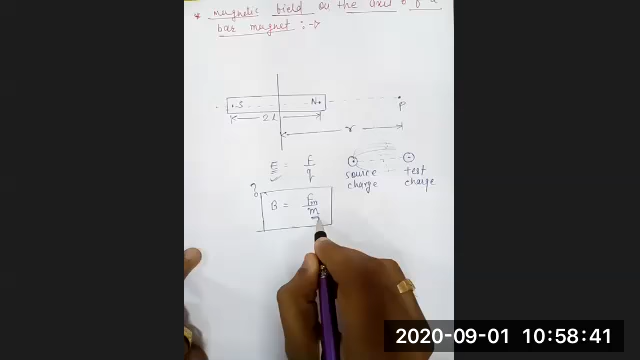 * magnetic field on the axis of a
bar magnet :->
S N P
2l
r
E = F/q
source charge
test charge
?
B = Fm/m
2020-09-01 10:58:41